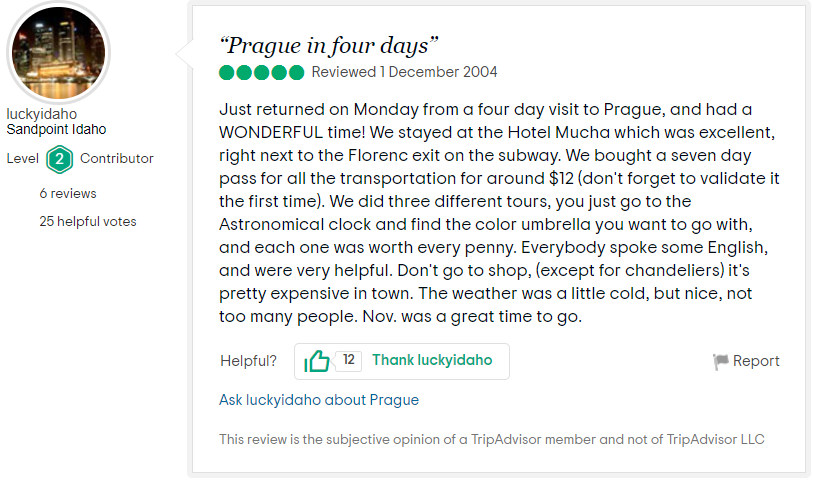 luckyidaho
Sandpoint Idaho
Level 2 Contributor
6 reviews
25 helpful votes
“Prague in four days”
Reviewed 1 December 2004
Just returned on Monday from a four day visit to Prague, and had a
WONDERFUL time! We stayed at the Hotel Mucha which was excellent,
right next to the Florenc exit on the subway. We bought a seven day
pass for all the transportation for around $12 (don't forget to validate it
the first time). We did three different tours, you just go to the
Astronomical clock and find the color umbrella you want to go with,
and each one was worth every penny. Everybody spoke some English,
and were very helpful. Don't go to shop, (except for chandeliers) it's
pretty expensive in town. The weather was a little cold, but nice, not
too many people. Nov. was a great time to go.
Helpful? 12 Thank luckyidaho Report
Ask luckyidaho about Prague
This review is the subjective opinion of a TripAdvisor member and not of TripAdvisor LLC